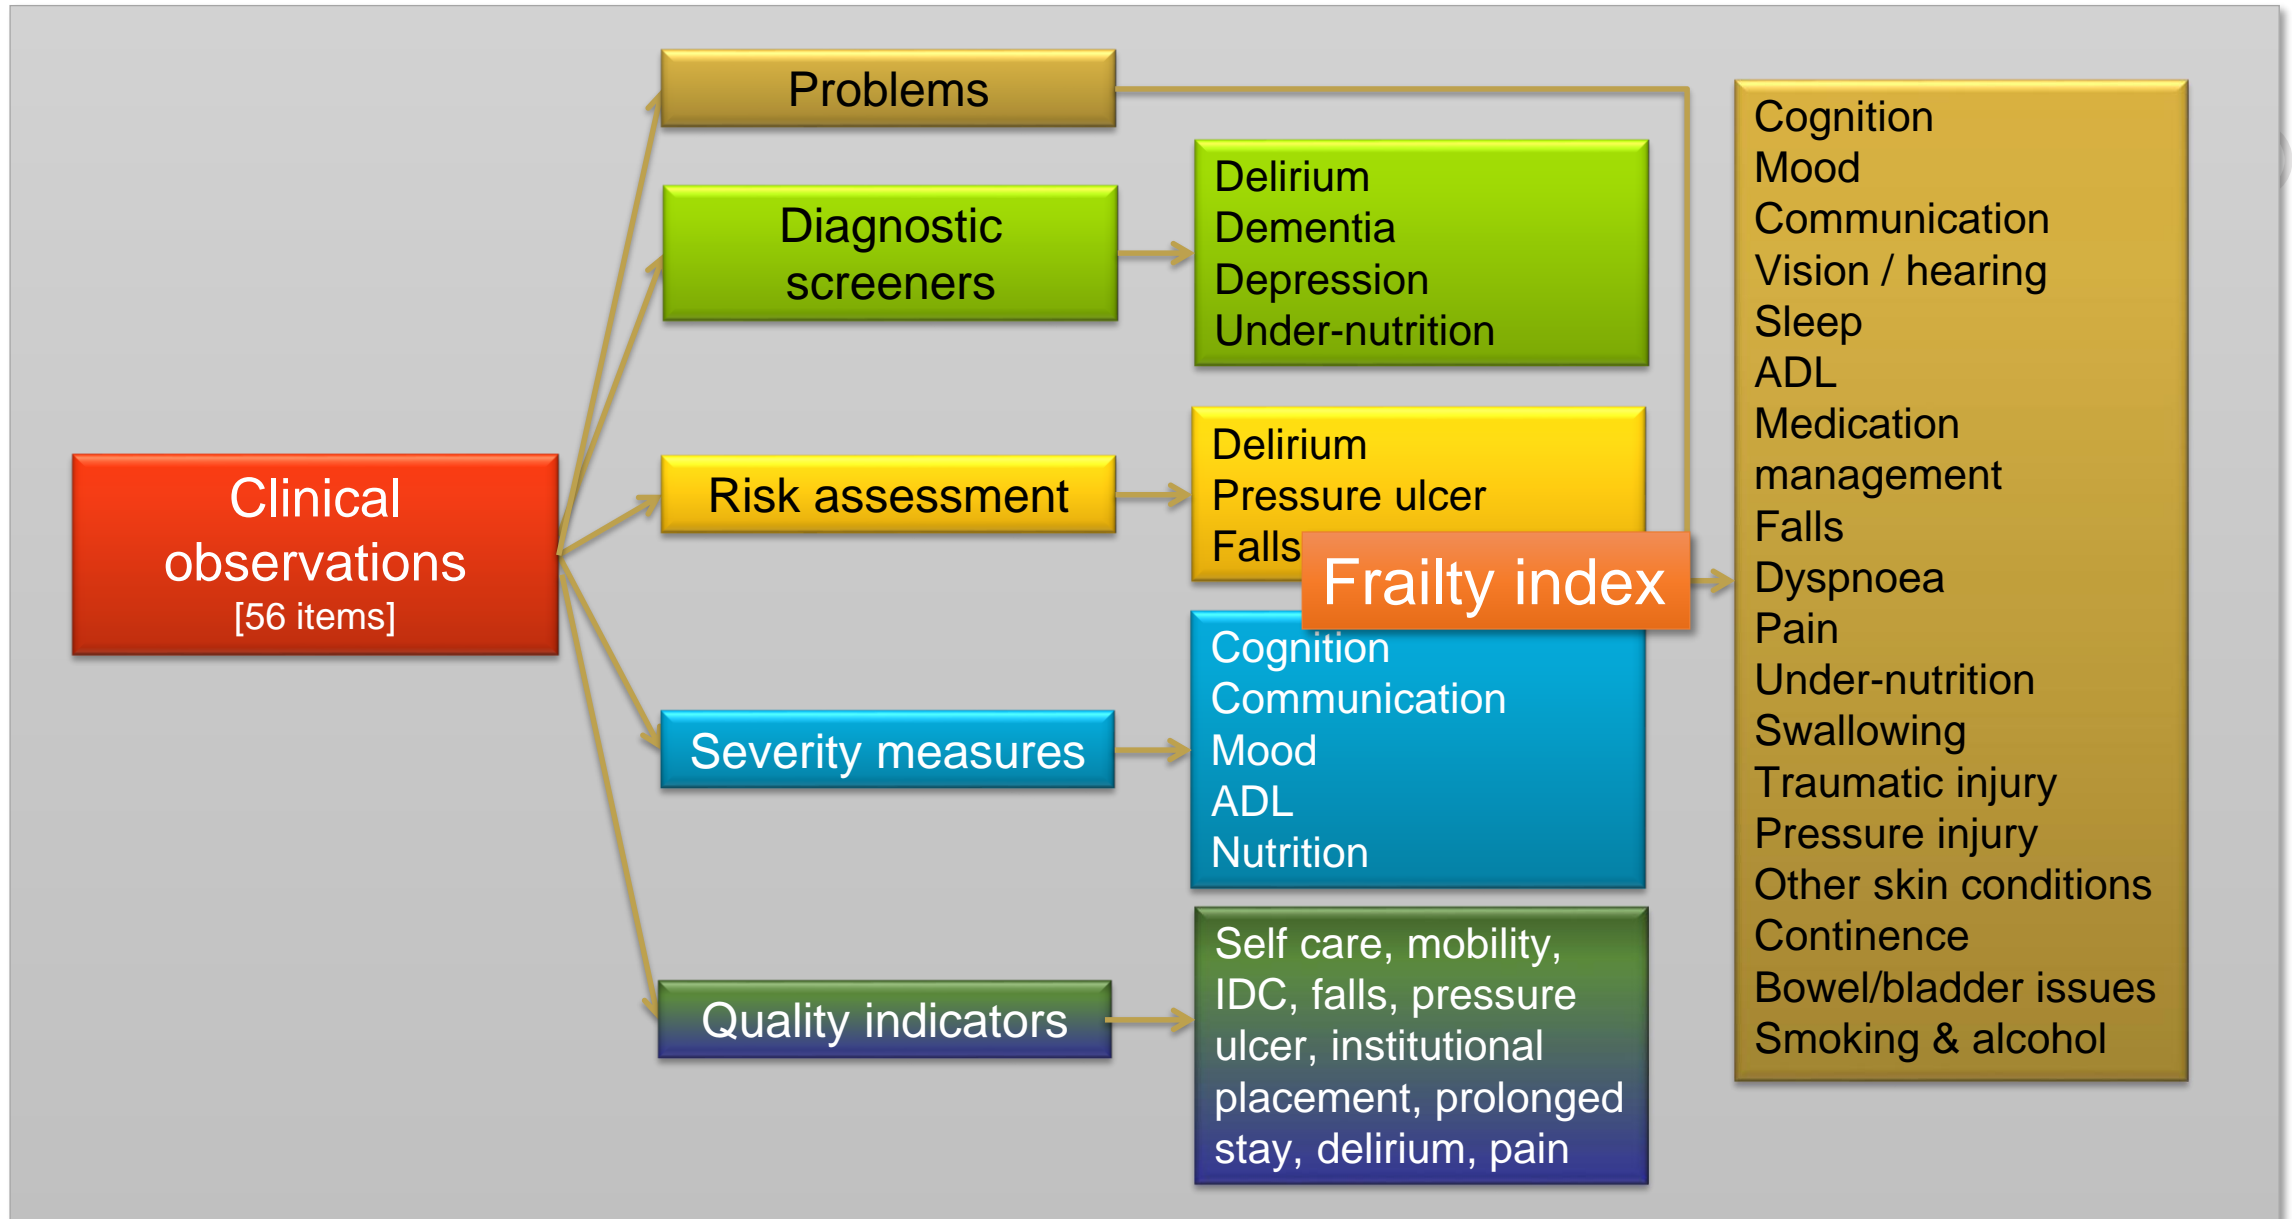 Clinical
observations
[56 items]
Problems
Diagnostic
screeners
Delirium
Dementia
Depression
Under-nutrition
Risk assessment
Delirium
Pressure ulcer
Falls
Frailty index
Severity measures
Cognition
Communication
Mood
ADL
Nutrition
Quality indicators
Self care, mobility,
IDC, falls, pressure
ulcer, institutional
placement, prolonged
stay, delirium, pain
Cognition
Mood
Communication
Vision / hearing
Sleep
ADL
Medication
management
Falls
Dyspnoea
Pain
Under-nutrition
Swallowing
Traumatic injury
Pressure injury
Other skin conditions
Continence
Bowel/bladder issues
Smoking & alcohol